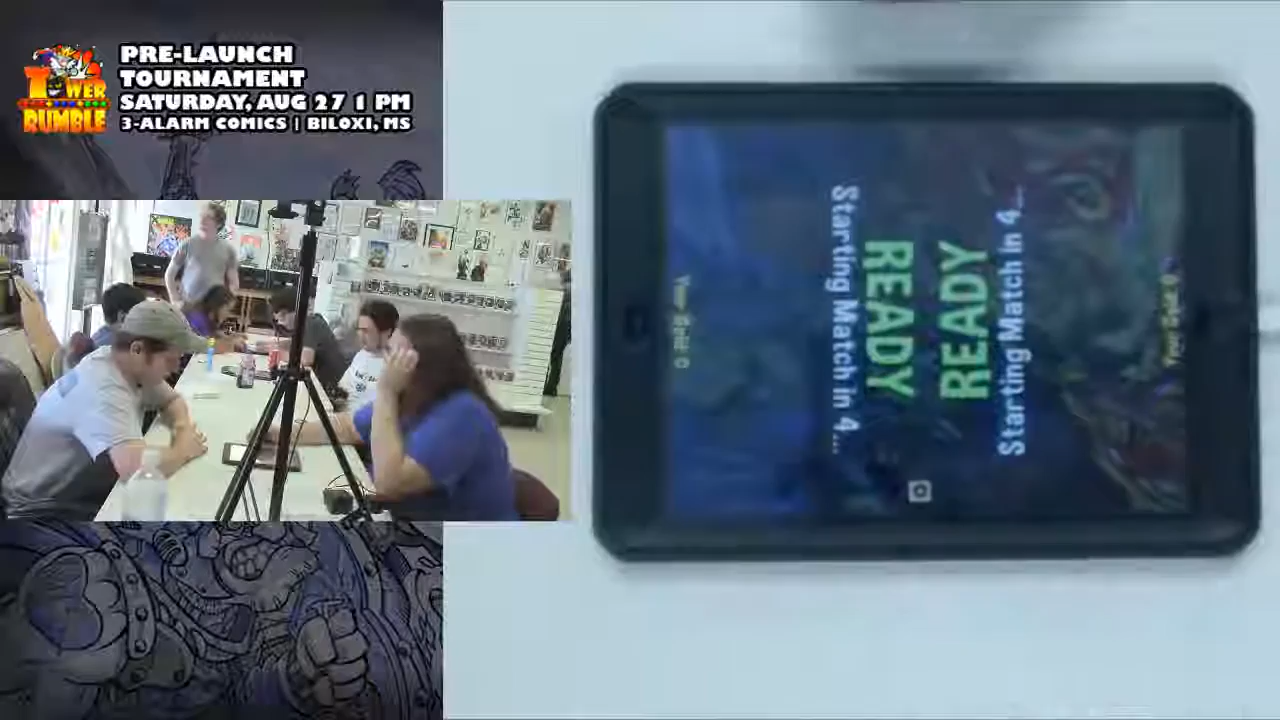 TOWER
RUMBLE
PRE-LAUNCH
TOURNAMENT
SATURDAY, AUG 27 1 PM
3-ALARM COMICS | BILOXI, MS
Starting Match in 4...
READY
READY
Starting Match in 4...